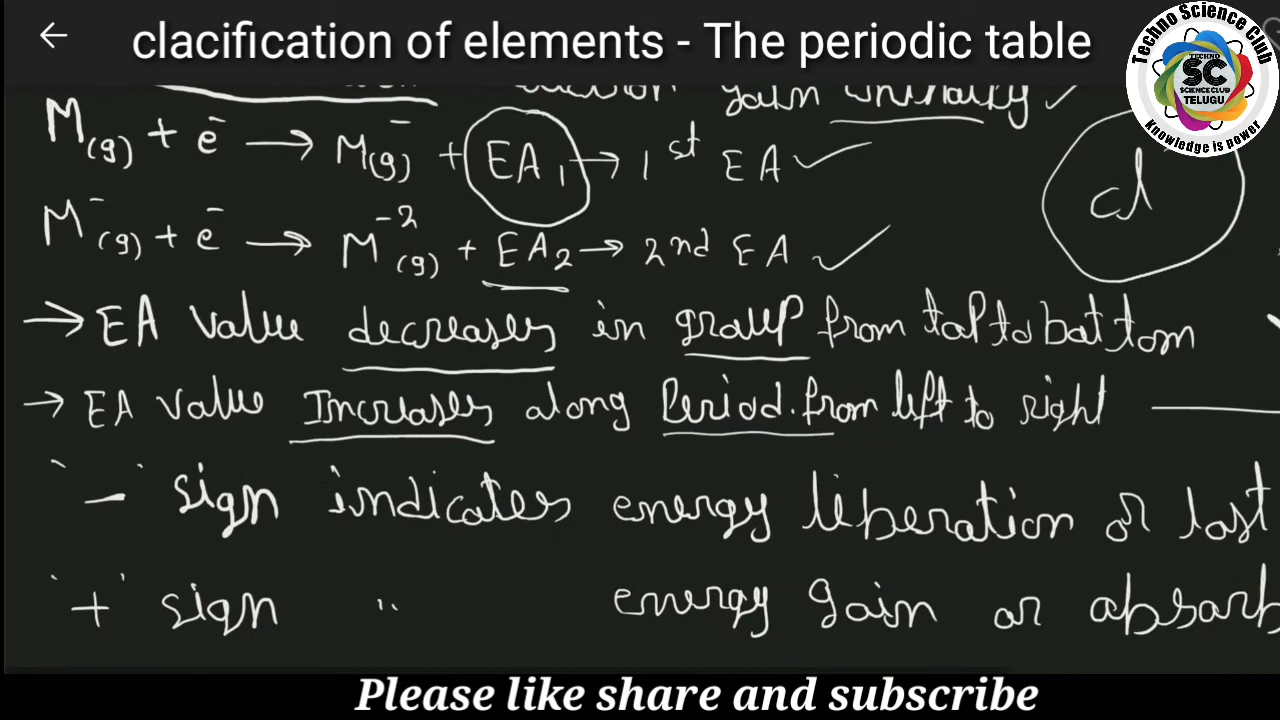 clacification of elements - The periodic table
Techno Science Club
TECHNO
SC
SCIENCE CLUB
TELUGU
Knowledge is power
gain
M(g) + e⁻ → M⁻(g) + EA₁ → 1st EA ✓
cl
M⁻(g) + e⁻ → M⁻²(g) + EA₂ → 2nd EA ✓
→ EA value decreases in group from top to bottom
→ EA value Increases along Period. from left to right
'-' sign indicates energy liberation or lost
'+' sign " energy gain or absorb
Please like share and subscribe